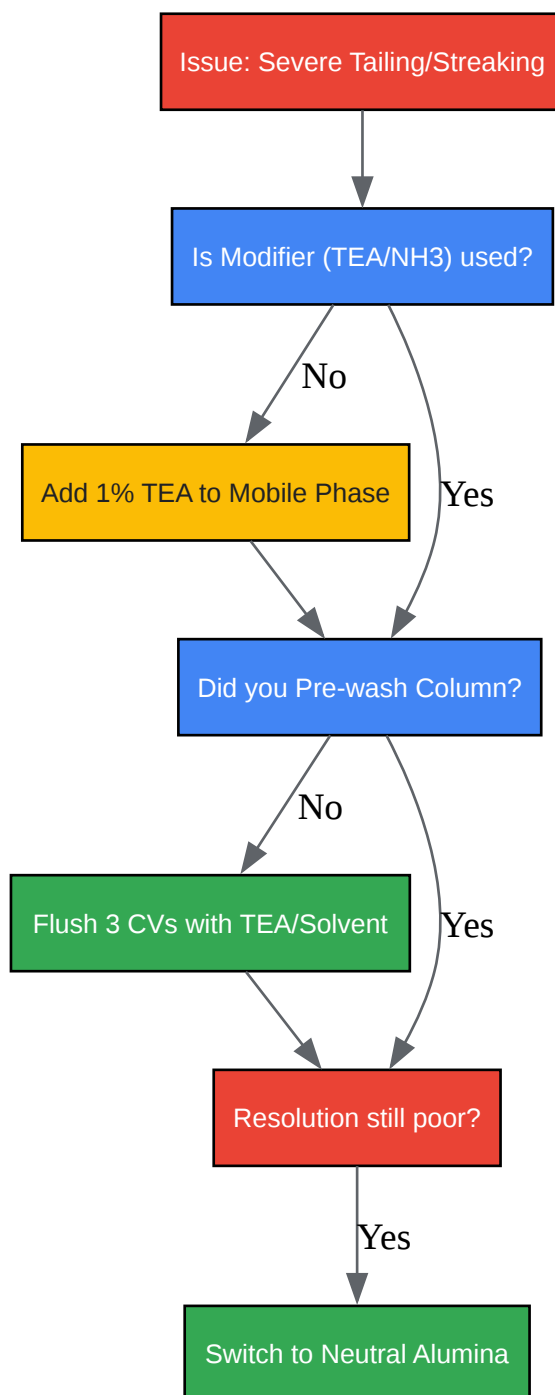 Issue: Severe Tailing/Streaking
Is Modifier (TEA/NH3) used?
No
Add 1% TEA to Mobile Phase
Yes
Did you Pre-wash Column?
No
Flush 3 CVs with TEA/Solvent
Yes
Resolution still poor?
Yes
Switch to Neutral Alumina